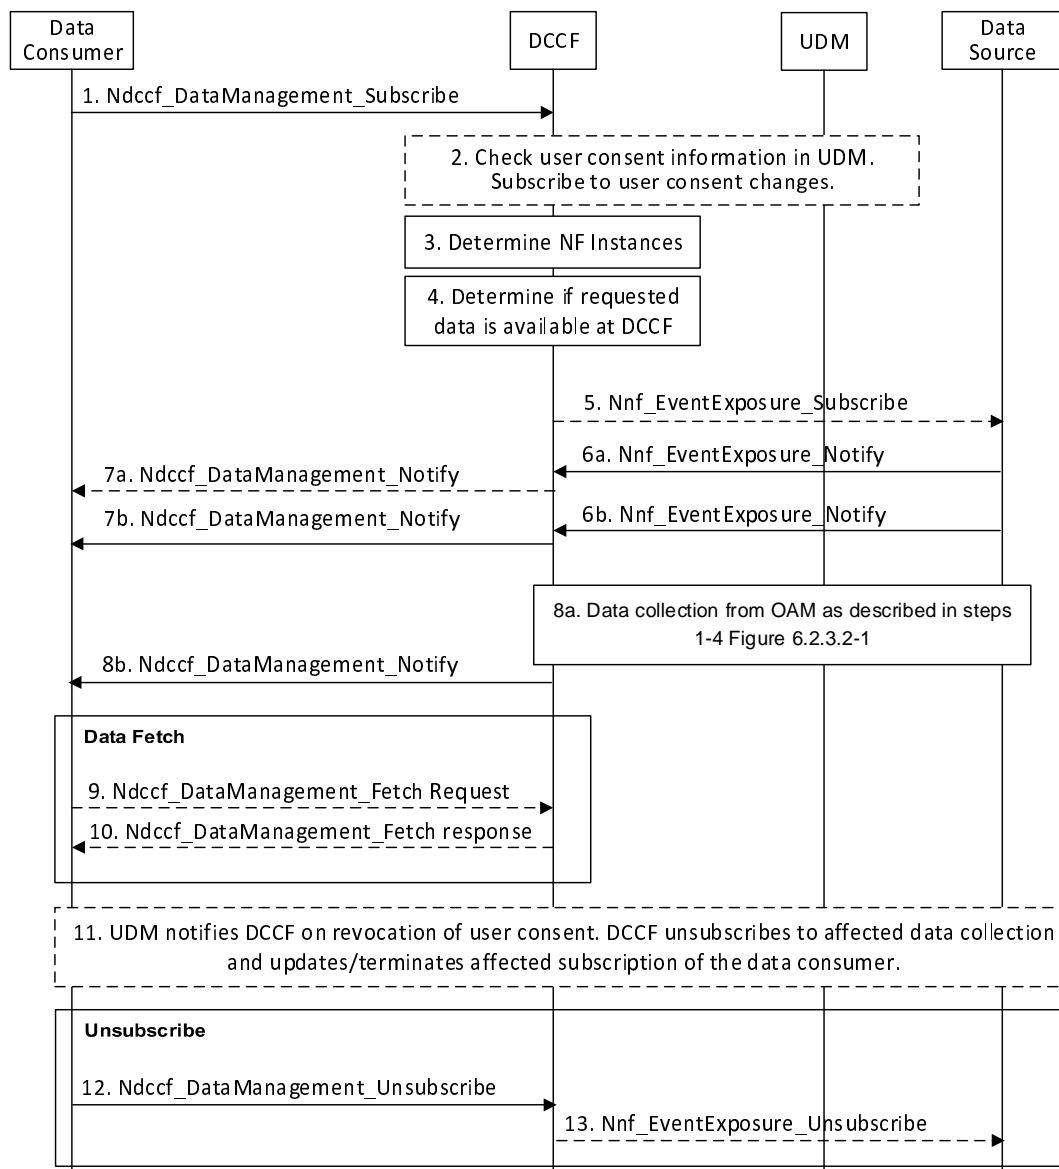 Data
Consumer
DCCF
UDM
Data
Source
1. Ndccf_DataManagement_Subscribe
2. Check user consent information in UDM.
Subscribe to user consent changes.
3. Determine NF Instances
4. Determine if requested
data is available at DCCF
5. Nnf_EventExposure_Subscribe
6a. Nnf_EventExposure_Notify
7a. Ndccf_DataManagement_Notify
6b. Nnf_EventExposure_Notify
7b. Ndccf_DataManagement_Notify
8a. Data collection from OAM as described in steps
1-4 Figure 6.2.3.2-1
8b. Ndccf_DataManagement_Notify
Data Fetch
9. Ndccf_DataManagement_Fetch Request
10. Ndccf_DataManagement_Fetch response
11. UDM notifies DCCF on revocation of user consent. DCCF unsubscribes to affected data collection
and updates/terminates affected subscription of the data consumer.
Unsubscribe
12. Ndccf_DataManagement_Unsubscribe
13. Nnf_EventExposure_Unsubscribe